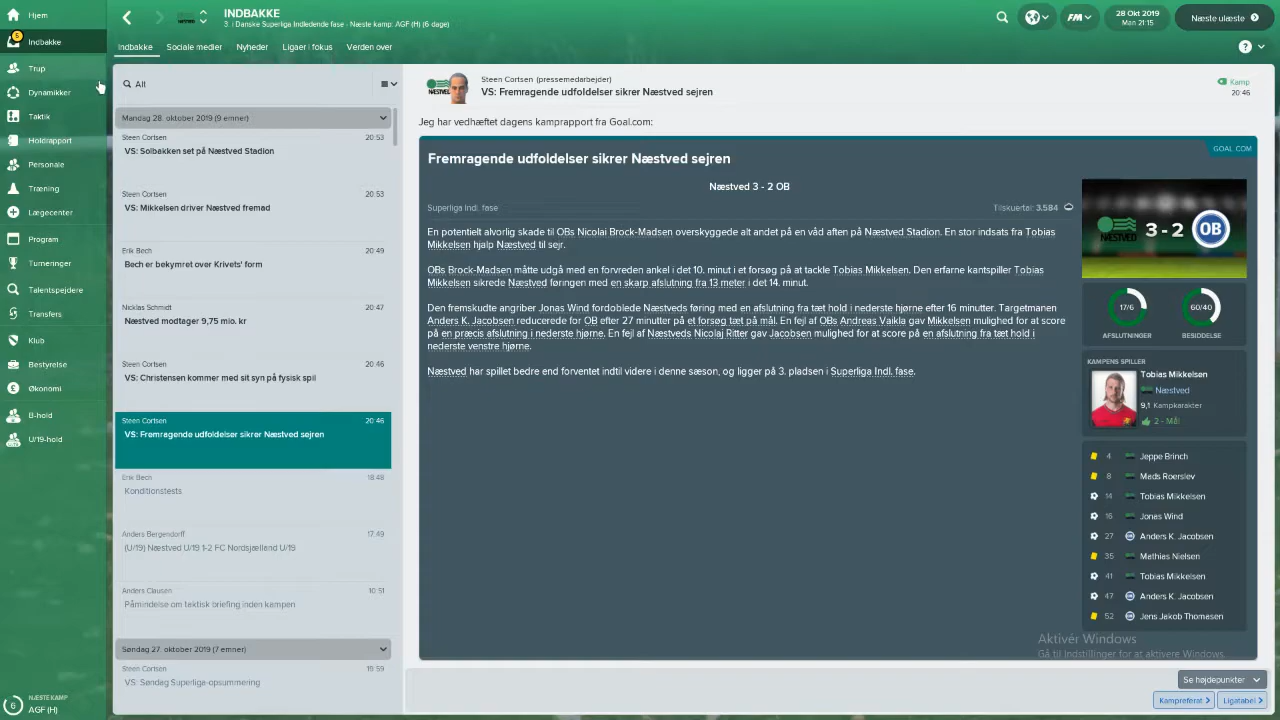 Hjem
5
Indbakke
Trup
Dynamikker
Taktik
Holdrapport
Personale
Træning
Lægecenter
Program
Turneringer
Talentspejdere
Transfers
Klub
Bestyrelse
Økonomi
B-hold
U/19-hold
6
NÆSTE KAMP
AGF (H)
INDBAKKE
3. i Danske Superliga Indledende fase - Næste kamp: AGF (H) (6 dage)
FM
28 Okt 2019
Man 21:15
Næste ulæste
Indbakke
Sociale medier
Nyheder
Ligaer i fokus
Verden over
?
All
Mandag 28. oktober 2019 (9 emner)
Steen Cortsen 20:53
VS: Solbakken set på Næstved Stadion
Steen Cortsen 20:53
VS: Mikkelsen driver Næstved fremad
Erik Bech 20:49
Bech er bekymret over Krivets' form
Nicklas Schmidt 20:47
Næstved modtager 9,75 mio. kr
Steen Cortsen 20:46
VS: Christensen kommer med sit syn på fysisk spil
Steen Cortsen 20:46
VS: Fremragende udfoldelser sikrer Næstved sejren
Erik Bech 18:48
Konditionstests
Anders Bergendorff 17:49
(U/19) Næstved U/19 1-2 FC Nordsjælland U/19
Anders Clausen 10:51
Påmindelse om taktisk briefing inden kampen
Søndag 27. oktober 2019 (7 emner)
Steen Cortsen 19:59
VS: Søndag Superliga-opsummering
NÆSTVED
Steen Cortsen (pressemedarbejder)
VS: Fremragende udfoldelser sikrer Næstved sejren
Kamp
20:46
Jeg har vedhæftet dagens kamprapport fra Goal.com:
GOAL.COM
Fremragende udfoldelser sikrer Næstved sejren
Næstved 3 - 2 OB
Superliga Indl. fase
Tilskuertal: 3.584
En potentielt alvorlig skade til OBs Nicolai Brock-Madsen overskyggede alt andet på en våd aften på Næstved Stadion. En stor indsats fra Tobias
Mikkelsen hjalp Næstved til sejr.
OBs Brock-Madsen måtte udgå med en forvreden ankel i det 10. minut i et forsøg på at tackle Tobias Mikkelsen. Den erfarne kantspiller Tobias
Mikkelsen sikrede Næstved føringen med en skarp afslutning fra 13 meter i det 14. minut.
Den fremskudte angriber Jonas Wind fordoblede Næstveds føring med en afslutning fra tæt hold i nederste hjørne efter 16 minutter. Targetmanen
Anders K. Jacobsen reducerede for OB efter 27 minutter på et forsøg tæt på mål. En fejl af OBs Andreas Vaikla gav Mikkelsen mulighed for at score
på en præcis afslutning i nederste hjørne. En fejl af Næstveds Nicolaj Ritter gav Jacobsen mulighed for at score på en afslutning fra tæt hold i
nederste venstre hjørne.
Næstved har spillet bedre end forventet indtil videre i denne sæson, og ligger på 3. pladsen i Superliga Indl. fase.
NÆSTVED
3 - 2
OB
17/6
AFSLUTNINGER
60/40
BESIDDELSE
KAMPENS SPILLER
Tobias Mikkelsen
Næstved
9,1 Kampkarakter
2 - Mål
4 Jeppe Brinch
8 Mads Roerslev
14 Tobias Mikkelsen
16 Jonas Wind
27 Anders K. Jacobsen
35 Mathias Nielsen
41 Tobias Mikkelsen
47 Anders K. Jacobsen
52 Jens Jakob Thomasen
Aktivér Windows
Gå til Indstillinger for at aktivere Windows.
Se højdepunkter
Kampreferat
Ligatabel